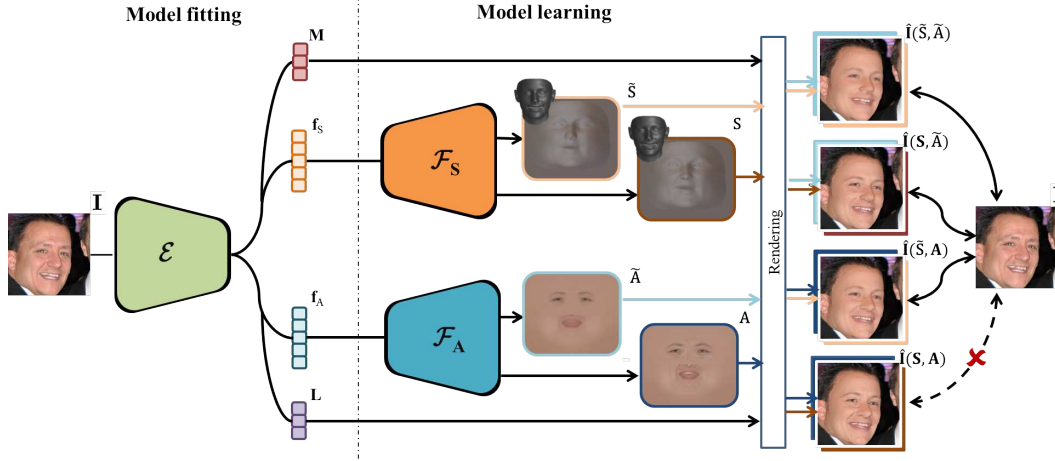 Model fitting
Model learning
M
Î(S̃, Ã)
S̃
f_S
S
F_S
Î(S, Ã)
I
E
Rendering
Î(S̃, A)
Ã
f_A
F_A
A
Î(S, A)
L